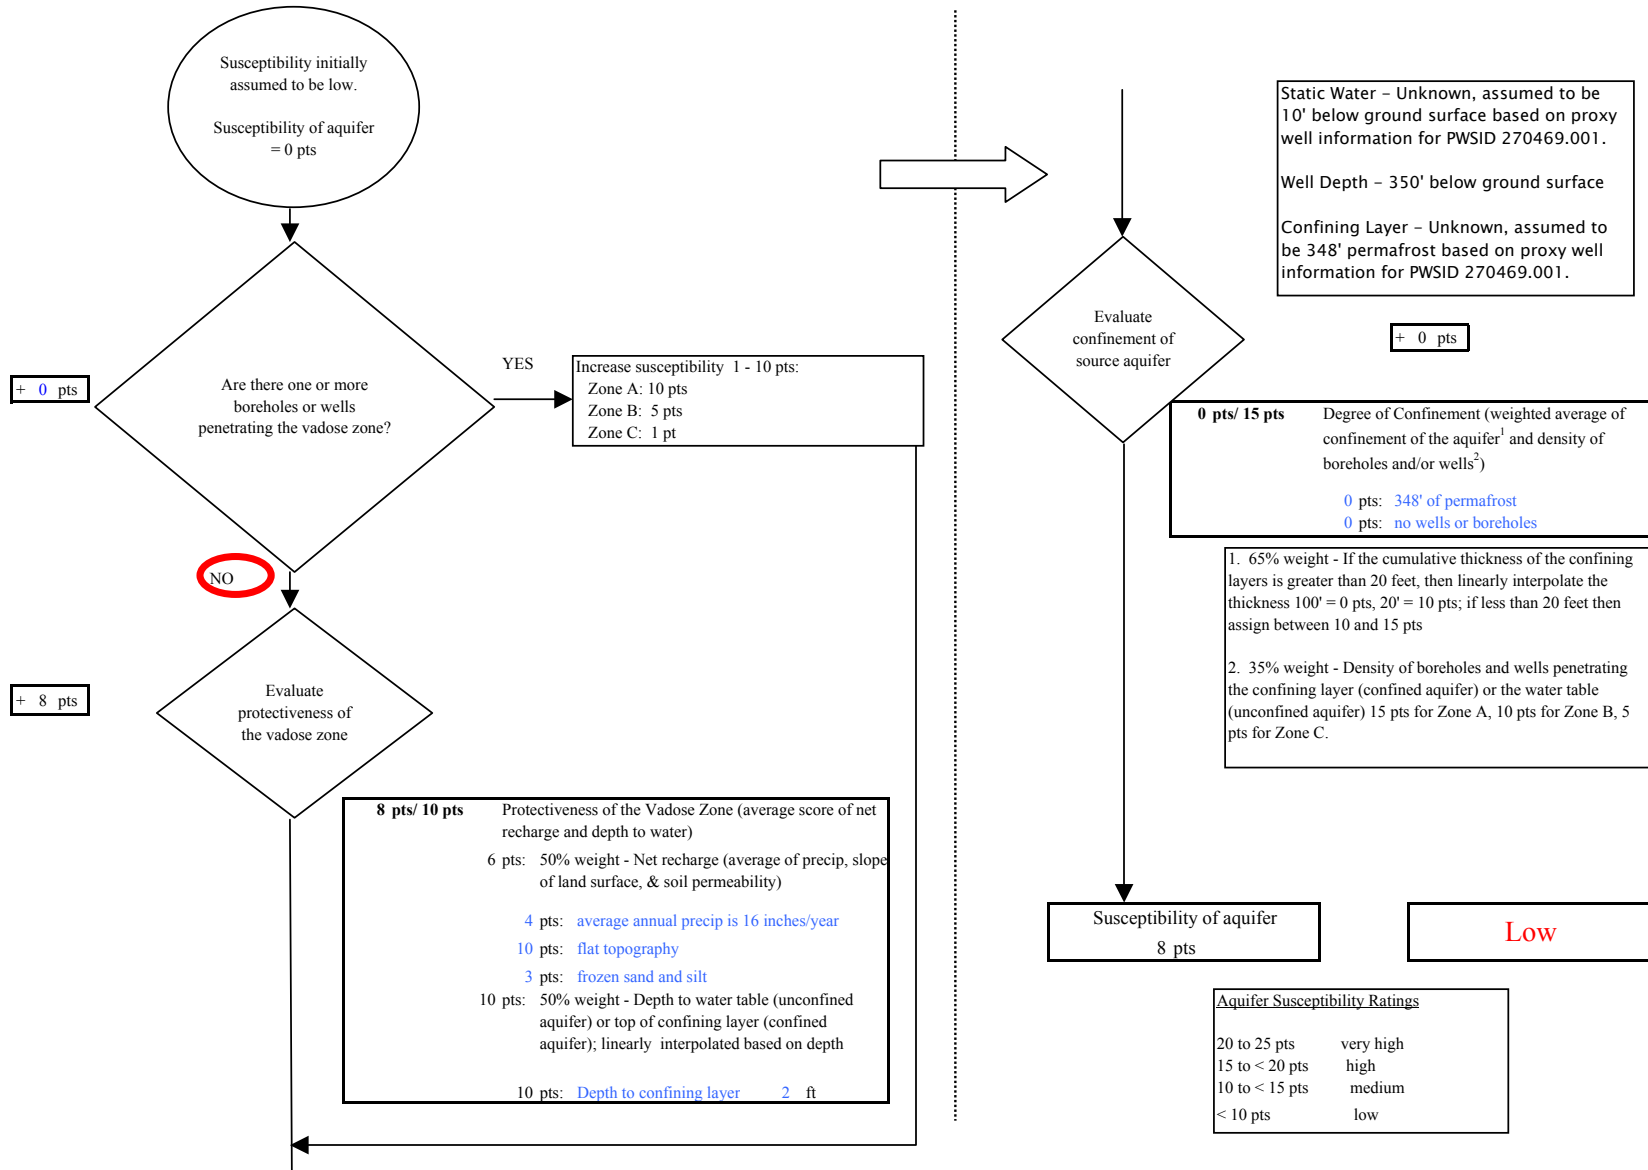 Susceptibility initially
assumed to be low.
Susceptibility of aquifer
= 0 pts
+ 0 pts
Are there one or more
boreholes or wells
penetrating the vadose zone?
YES
Increase susceptibility 1 - 10 pts:
Zone A: 10 pts
Zone B: 5 pts
Zone C: 1 pt
NO
+ 8 pts
Evaluate
protectiveness of
the vadose zone
8 pts/ 10 pts Protectiveness of the Vadose Zone (average score of net
recharge and depth to water)
6 pts: 50% weight - Net recharge (average of precip, slope
of land surface, & soil permeability)
4 pts: average annual precip is 16 inches/year
10 pts: flat topography
3 pts: frozen sand and silt
10 pts: 50% weight - Depth to water table (unconfined
aquifer) or top of confining layer (confined
aquifer); linearly interpolated based on depth
10 pts: Depth to confining layer 2 ft
Static Water – Unknown, assumed to be
10' below ground surface based on proxy
well information for PWSID 270469.001.
Well Depth – 350' below ground surface
Confining Layer – Unknown, assumed to
be 348' permafrost based on proxy well
information for PWSID 270469.001.
Evaluate
confinement of
source aquifer
+ 0 pts
0 pts/ 15 pts Degree of Confinement (weighted average of
confinement of the aquifer1 and density of
boreholes and/or wells2)
0 pts: 348' of permafrost
0 pts: no wells or boreholes
1. 65% weight - If the cumulative thickness of the confining
layers is greater than 20 feet, then linearly interpolate the
thickness 100' = 0 pts, 20' = 10 pts; if less than 20 feet then
assign between 10 and 15 pts
2. 35% weight - Density of boreholes and wells penetrating
the confining layer (confined aquifer) or the water table
(unconfined aquifer) 15 pts for Zone A, 10 pts for Zone B, 5
pts for Zone C.
Susceptibility of aquifer
8 pts
Low
Aquifer Susceptibility Ratings
20 to 25 pts very high
15 to < 20 pts high
10 to < 15 pts medium
< 10 pts low